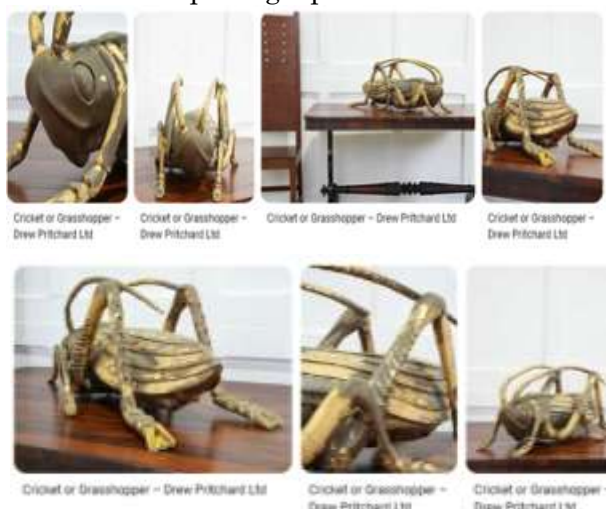 Cricket or Grasshopper –
Drew Pritchard Ltd
Cricket or Grasshopper –
Drew Pritchard Ltd
Cricket or Grasshopper – Drew Pritchard Ltd
Cricket or Grasshopper –
Drew Pritchard Ltd
Cricket or Grasshopper – Drew Pritchard Ltd
Cricket or Grasshopper –
Drew Pritchard Ltd
Cricket or Grasshopper –
Drew Pritchard Ltd